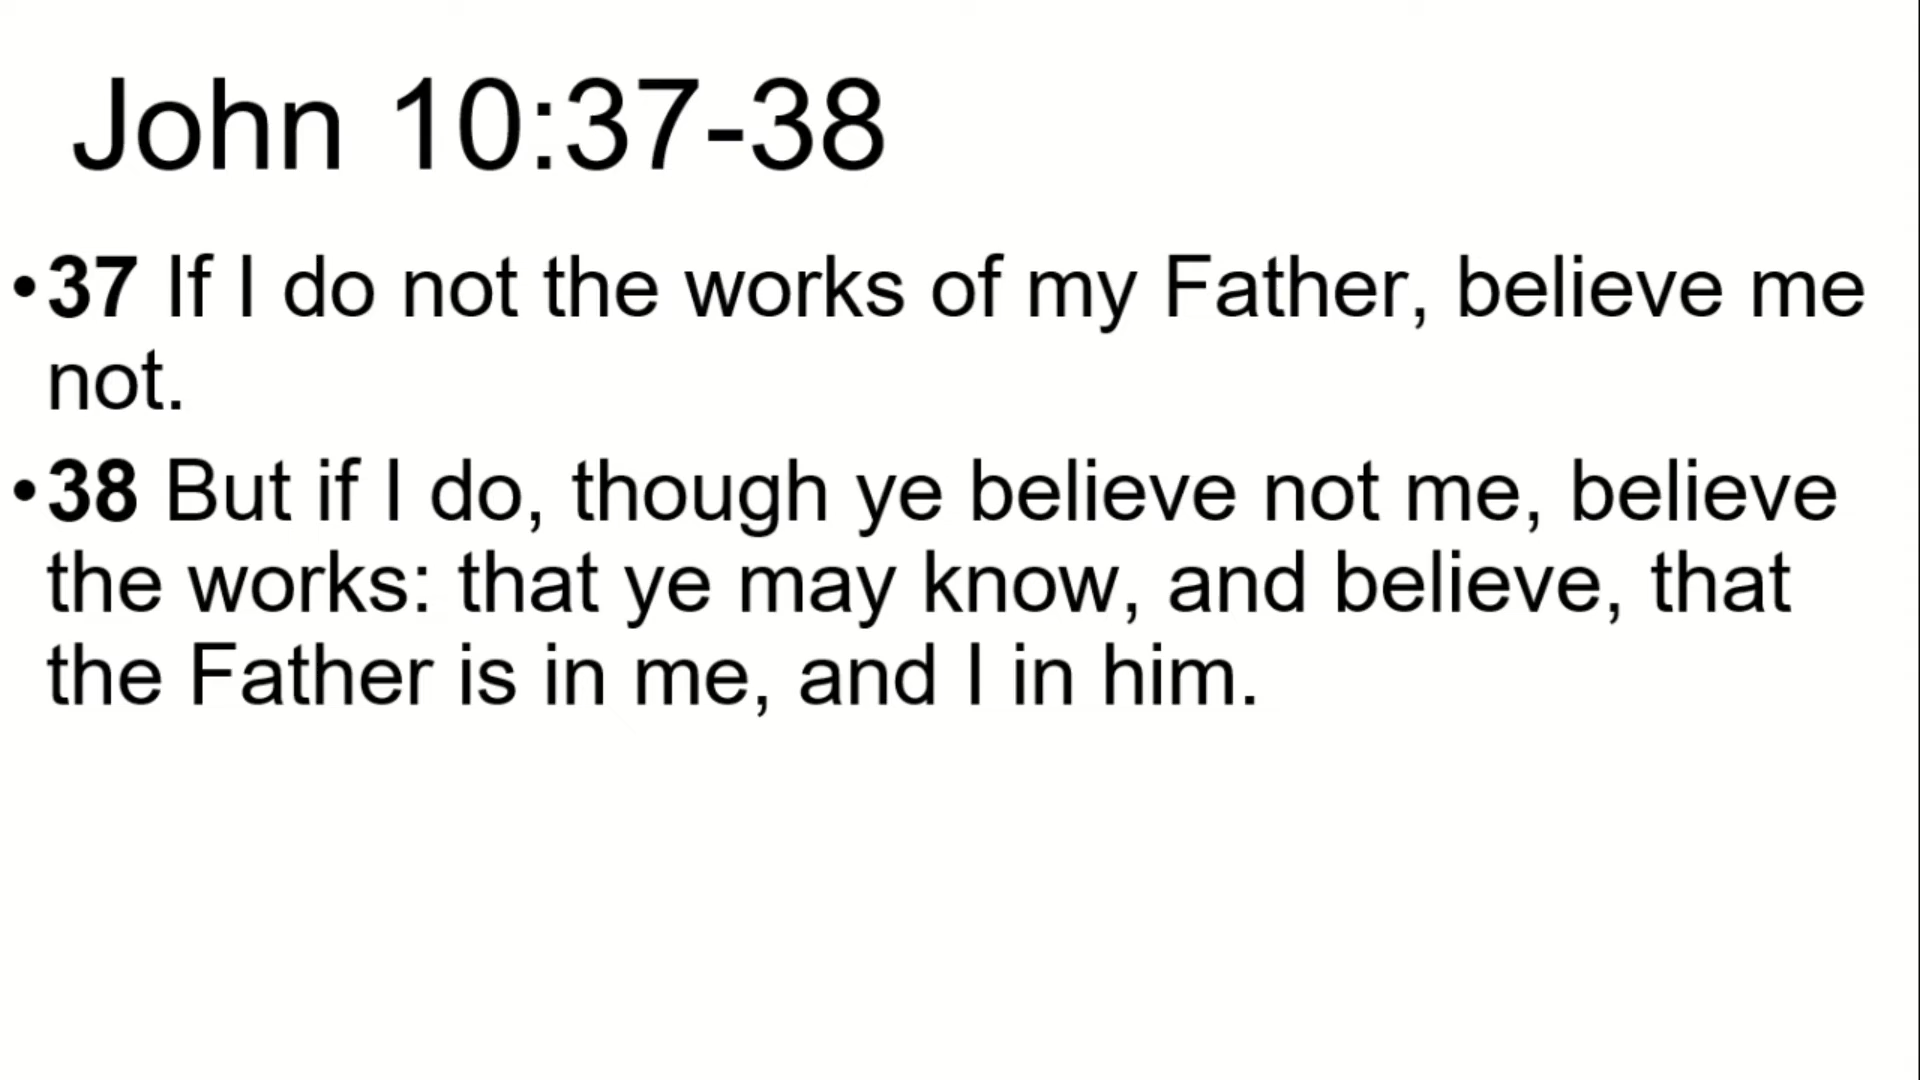 John 10:37-38
•37 If I do not the works of my Father, believe me
not.
•38 But if I do, though ye believe not me, believe
the works: that ye may know, and believe, that
the Father is in me, and I in him.